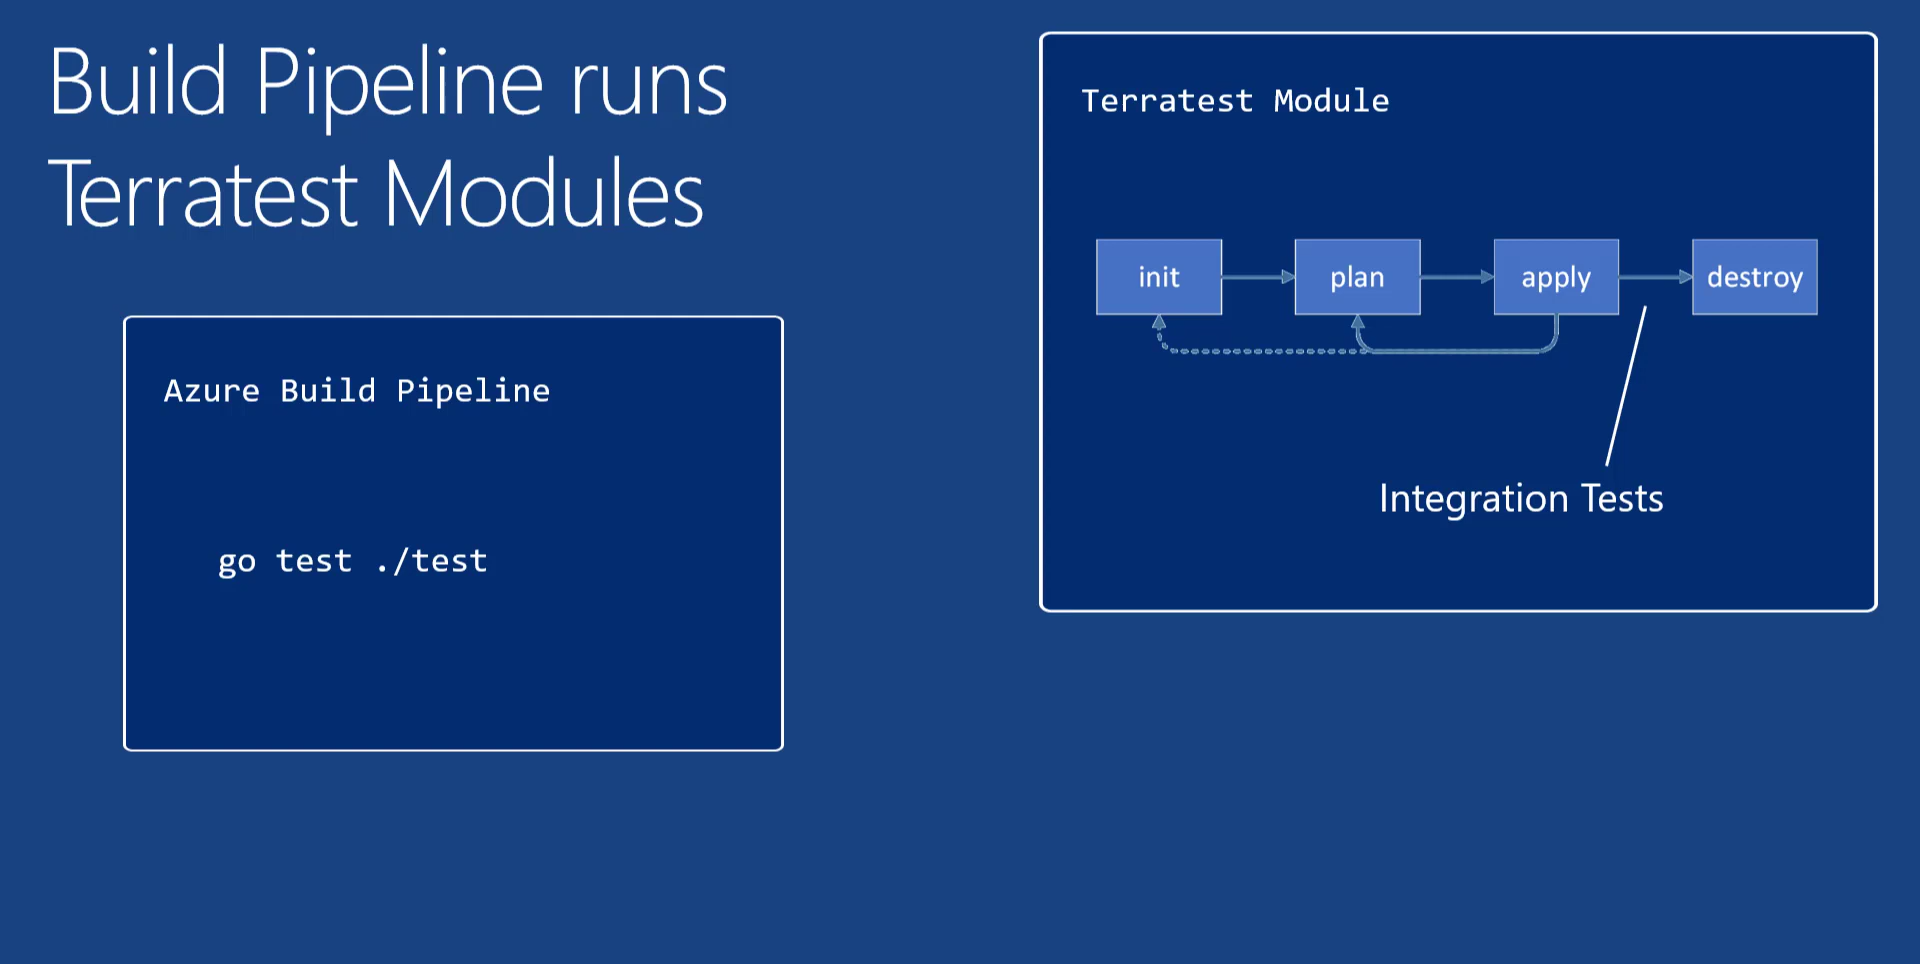 Build Pipeline runs
Terratest Modules
Azure Build Pipeline
go test ./test
Terratest Module
init
plan
apply
destroy
Integration Tests